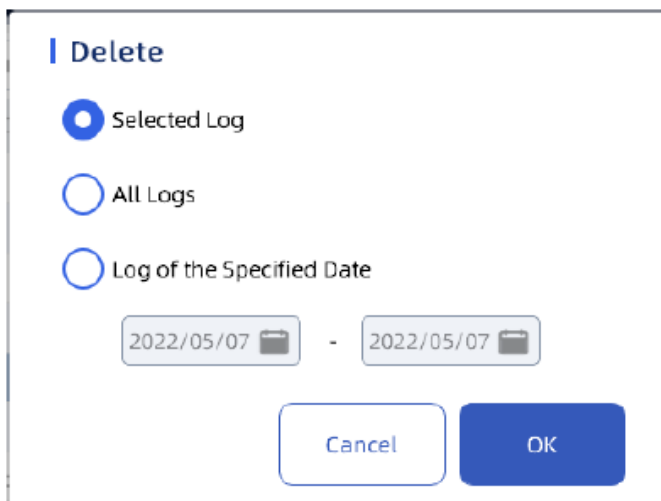 Delete
Selected Log
All Logs
Log of the Specified Date
2022/05/07 - 2022/05/07
Cancel OK